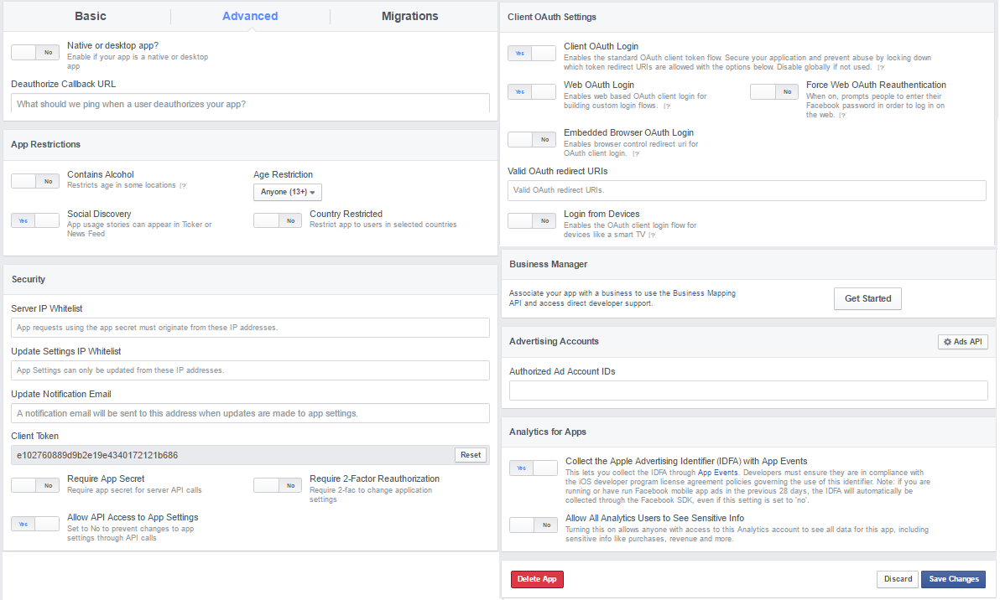 Basic
Advanced
Migrations
No
Native or desktop app?
Enable if your app is a native or desktop
app
Deauthorize Callback URL
What should we ping when a user deauthorizes your app?
App Restrictions
No
Contains Alcohol
Restricts age in some locations [?]
Age Restriction
Anyone (13+)
Yes
Social Discovery
App usage stories can appear in Ticker or
News Feed
No
Country Restricted
Restrict app to users in selected countries
Security
Server IP Whitelist
App requests using the app secret must originate from these IP addresses.
Update Settings IP Whitelist
App Settings can only be updated from these IP addresses.
Update Notification Email
A notification email will be sent to this address when updates are made to app settings.
Client Token
e102760889d9b2e19e4340172121b686
Reset
No
Require App Secret
Require app secret for server API calls
No
Require 2-Factor Reauthorization
Require 2-fac to change application
settings
Yes
Allow API Access to App Settings
Set to No to prevent changes to app
settings through API calls
Client OAuth Settings
Yes
Client OAuth Login
Enables the standard OAuth client token flow. Secure your application and prevent abuse by locking down
which token redirect URIs are allowed with the options below. Disable globally if not used. [?]
Yes
Web OAuth Login
Enables web based OAuth client login for
building custom login flows. [?]
No
Force Web OAuth Reauthentication
When on, prompts people to enter their
Facebook password in order to log in on
the web. [?]
No
Embedded Browser OAuth Login
Enables browser control redirect uri for
OAuth client login. [?]
Valid OAuth redirect URIs
Valid OAuth redirect URIs.
No
Login from Devices
Enables the OAuth client login flow for
devices like a smart TV [?]
Business Manager
Associate your app with a business to use the Business Mapping
API and access direct developer support.
Get Started
Advertising Accounts
Ads API
Authorized Ad Account IDs
Analytics for Apps
Yes
Collect the Apple Advertising Identifier (IDFA) with App Events
This lets you collect the IDFA through App Events. Developers must ensure they are in compliance with
the iOS developer program license agreement policies governing the use of this identifier. Note: if you are
running or have run Facebook mobile app ads in the previous 28 days, the IDFA will automatically be
collected through the Facebook SDK, even if this setting is set to 'no'.
No
Allow All Analytics Users to See Sensitive Info
Turning this on allows anyone with access to this Analytics account to see all data for this app, including
sensitive info like purchases, revenue and more.
Delete App
Discard
Save Changes